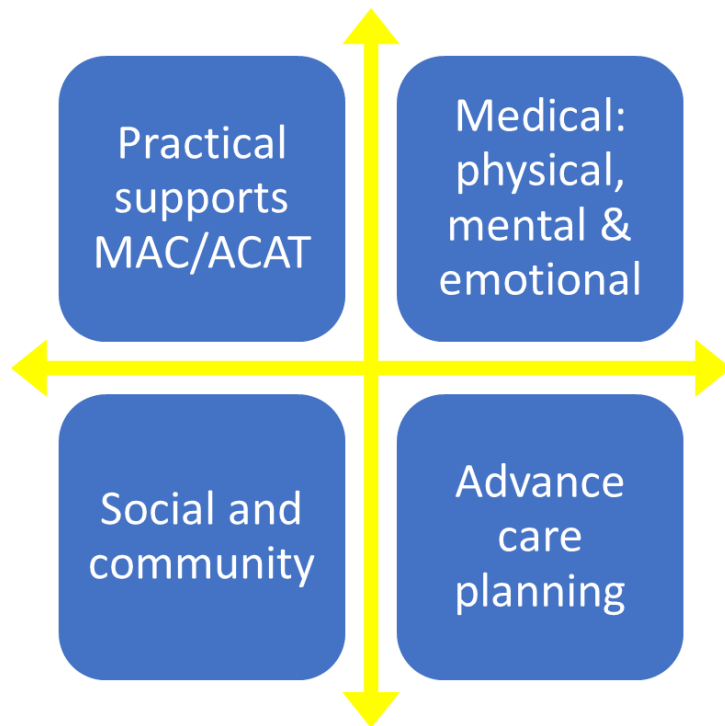 Practical
supports
MAC/ACAT
Medical:
physical,
mental &
emotional
Social and
community
Advance
care
planning